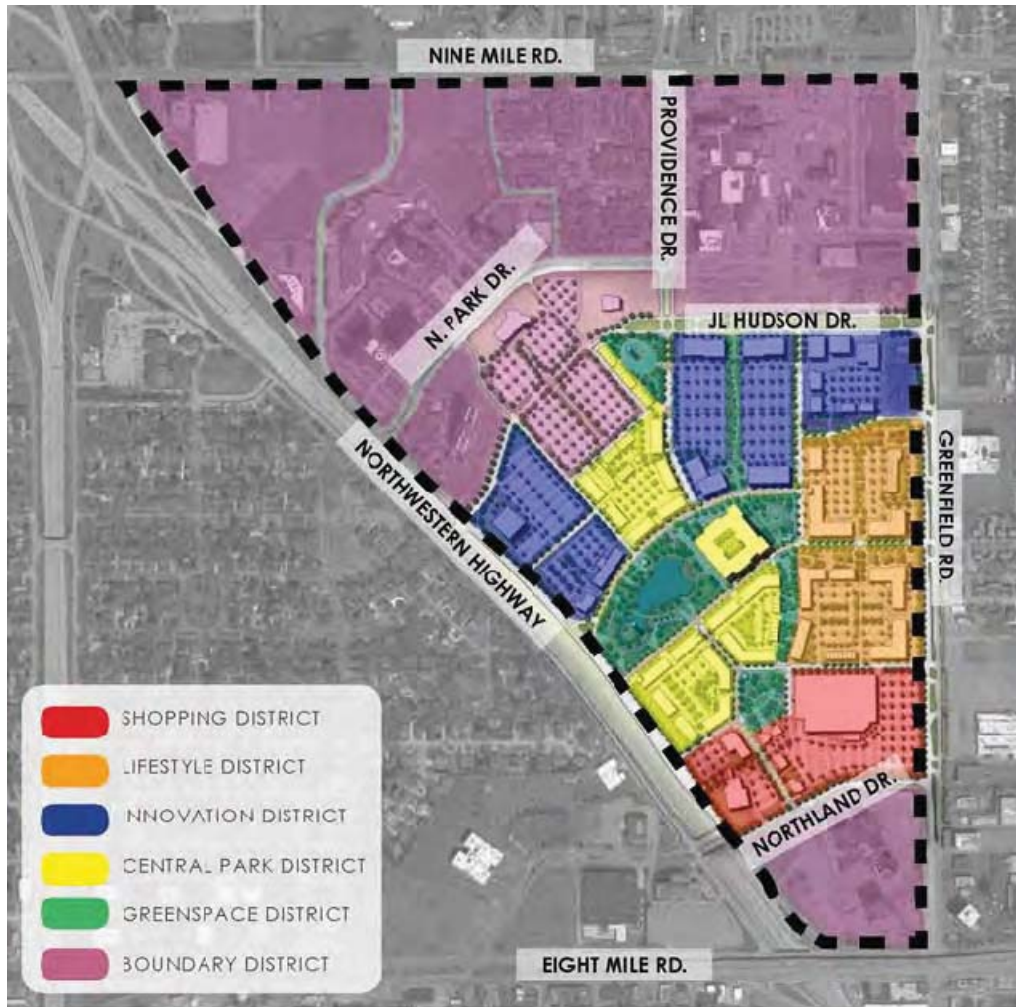 NINE MILE RD.
PROVIDENCE DR.
N. PARK DR.
JL HUDSON DR.
NORTHWESTERN HIGHWAY
GREENFIELD RD.
SHOPPING DISTRICT
LIFESTYLE DISTRICT
INNOVATION DISTRICT
CENTRAL PARK DISTRICT
GREENSPACE DISTRICT
BOUNDARY DISTRICT
NORTHLAND DR.
EIGHT MILE RD.